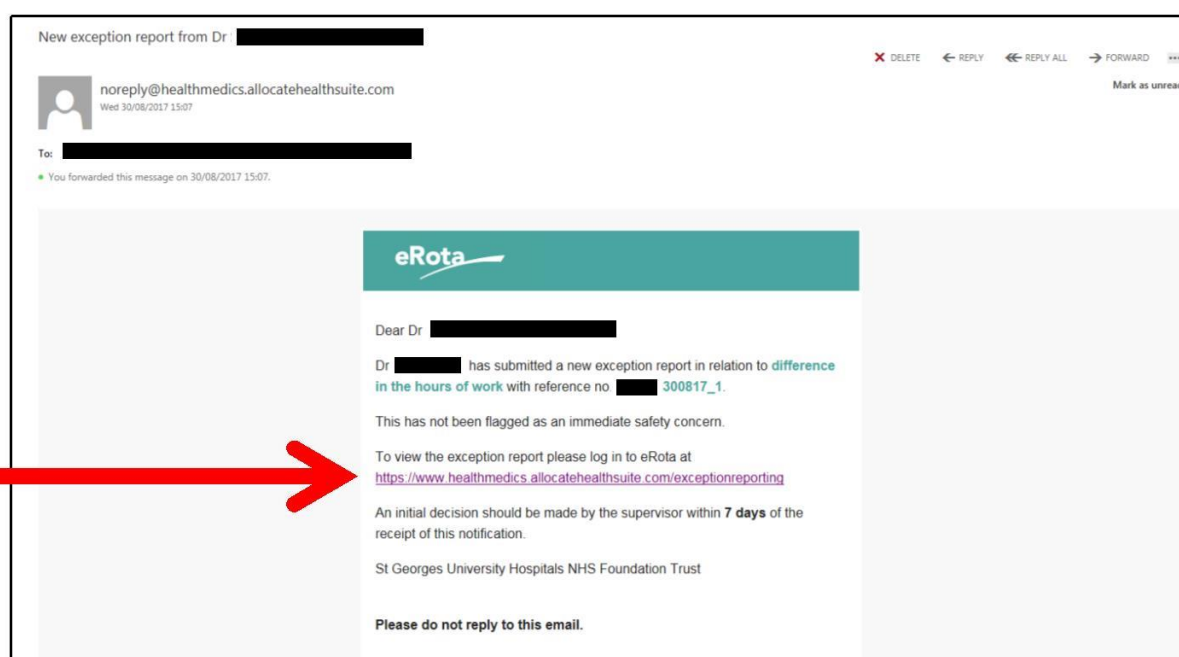 New exception report from Dr
DELETE REPLY REPLY ALL FORWARD
noreply@healthmedics.allocatehealthsuite.com
Mark as unread
Wed 30/08/2017 15:07
To:
You forwarded this message on 30/08/2017 15:07.
eRota
Dear Dr
Dr has submitted a new exception report in relation to difference
in the hours of work with reference no. 300817_1.
This has not been flagged as an immediate safety concern.
To view the exception report please log in to eRota at
https://www.healthmedics.allocatehealthsuite.com/exceptionreporting
An initial decision should be made by the supervisor within 7 days of the
receipt of this notification.
St Georges University Hospitals NHS Foundation Trust
Please do not reply to this email.